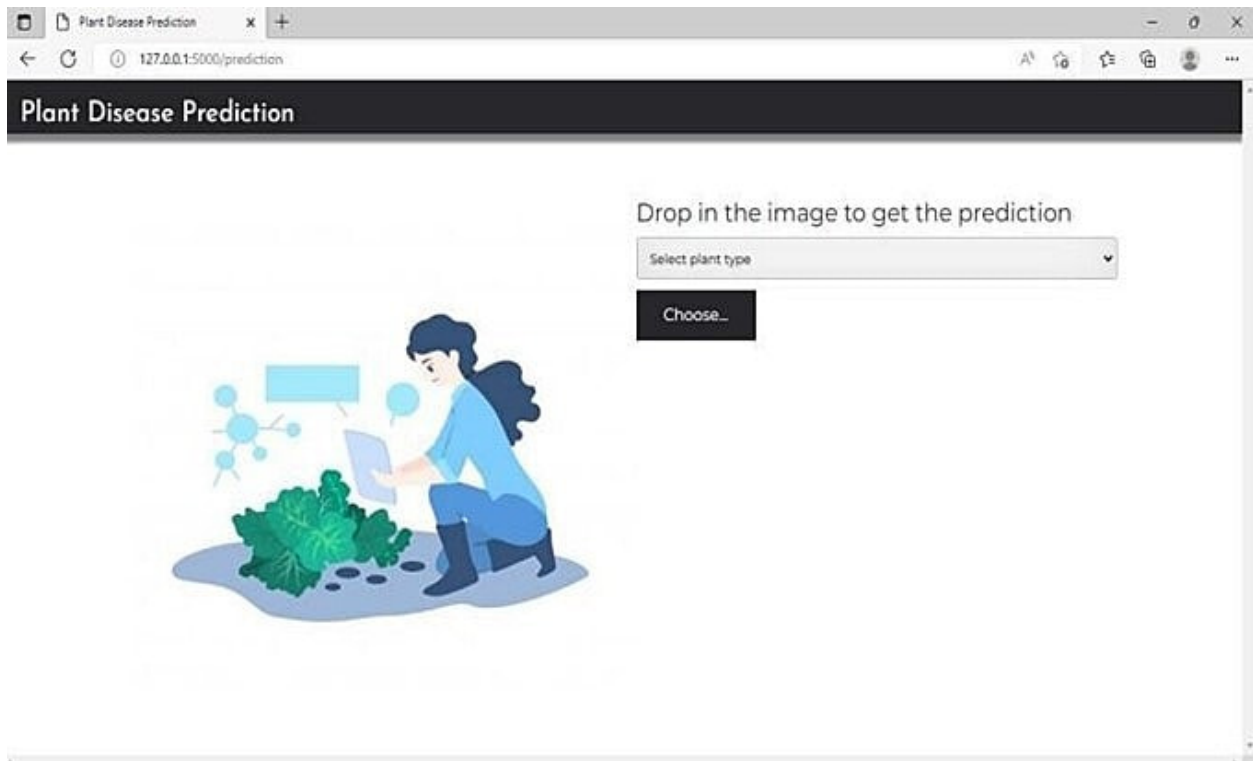 Plant Disease Prediction
127.0.0.1:5000/prediction
Plant Disease Prediction
Drop in the image to get the prediction
Select plant type
Choose...